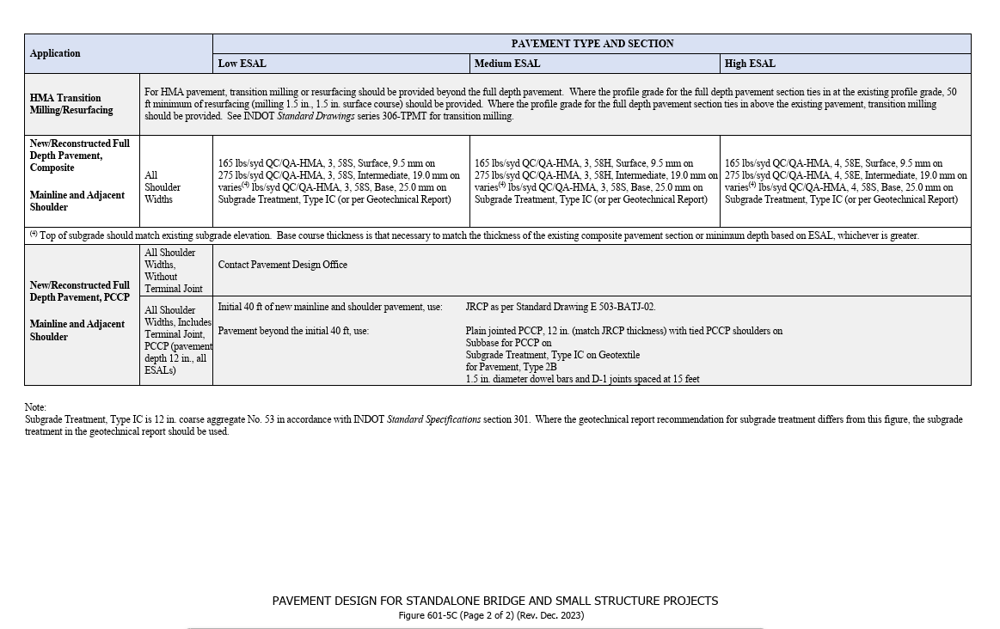 Application
PAVEMENT TYPE AND SECTION
Low ESAL
Medium ESAL
High ESAL
HMA Transition
Milling/Resurfacing
For HMA pavement, transition milling or resurfacing should be provided beyond the full depth pavement.  Where the profile grade for the full depth pavement section ties in at the existing profile grade, 50
ft minimum of resurfacing (milling 1.5 in., 1.5 in. surface course) should be provided.  Where the profile grade for the full depth pavement section ties in above the existing pavement, transition milling
should be provided.  See INDOT Standard Drawings series 306-TPMT for transition milling.
New/Reconstructed Full
Depth Pavement,
Composite
Mainline and Adjacent
Shoulder
All
Shoulder
Widths
165 lbs/syd QC/QA-HMA, 3, 58S, Surface, 9.5 mm on
275 lbs/syd QC/QA-HMA, 3, 58S, Intermediate, 19.0 mm on
varies(4) lbs/syd QC/QA-HMA, 3, 58S, Base, 25.0 mm on
Subgrade Treatment, Type IC (or per Geotechnical Report)
165 lbs/syd QC/QA-HMA, 3, 58H, Surface, 9.5 mm on
275 lbs/syd QC/QA-HMA, 3, 58H, Intermediate, 19.0 mm on
varies(4) lbs/syd QC/QA-HMA, 3, 58S, Base, 25.0 mm on
Subgrade Treatment, Type IC (or per Geotechnical Report)
165 lbs/syd QC/QA-HMA, 4, 58E, Surface, 9.5 mm on
275 lbs/syd QC/QA-HMA, 4, 58E, Intermediate, 19.0 mm on
varies(4) lbs/syd QC/QA-HMA, 4, 58S, Base, 25.0 mm on
Subgrade Treatment, Type IC (or per Geotechnical Report)
(4) Top of subgrade should match existing subgrade elevation.  Base course thickness is that necessary to match the thickness of the existing composite pavement section or minimum depth based on ESAL, whichever is greater.
New/Reconstructed Full
Depth Pavement, PCCP
Mainline and Adjacent
Shoulder
All Shoulder
Widths,
Without
Terminal Joint
Contact Pavement Design Office
All Shoulder
Widths, Includes
Terminal Joint,
PCCP (pavement
depth 12 in., all
ESALs)
Initial 40 ft of new mainline and shoulder pavement, use:
JRCP as per Standard Drawing E 503-BATJ-02.
Pavement beyond the initial 40 ft, use:
Plain jointed PCCP, 12 in. (match JRCP thickness) with tied PCCP shoulders on
Subbase for PCCP on
Subgrade Treatment, Type IC on Geotextile
for Pavement, Type 2B
1.5 in. diameter dowel bars and D-1 joints spaced at 15 feet
Note:
Subgrade Treatment, Type IC is 12 in. coarse aggregate No. 53 in accordance with INDOT Standard Specifications section 301.  Where the geotechnical report recommendation for subgrade treatment differs from this figure, the subgrade
treatment in the geotechnical report should be used.
PAVEMENT DESIGN FOR STANDALONE BRIDGE AND SMALL STRUCTURE PROJECTS
Figure 601-5C (Page 2 of 2) (Rev. Dec. 2023)